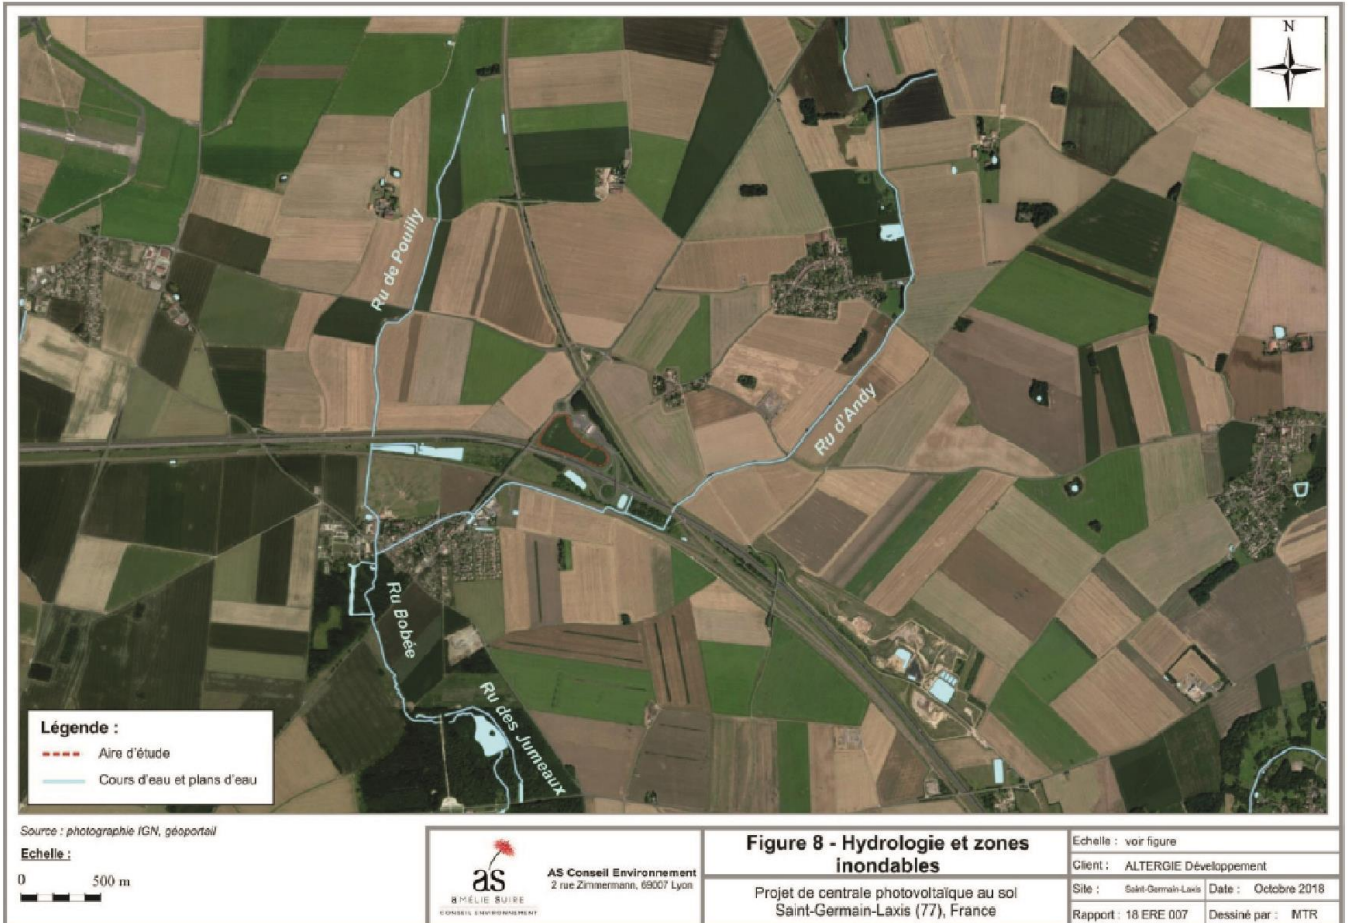 N
Ru de Pouilly
Ru d'Andy
Ru Bobée
Ru des Jumeaux
Légende :
Aire d'étude
Cours d'eau et plans d'eau
Source : photographie IGN, géoportail
Echelle :
0 500 m
as
AMÉLIE SUIRE
CONSEIL ENVIRONNEMENT
AS Conseil Environnement
2 rue Zimmermann, 69007 Lyon
Figure 8 - Hydrologie et zones
inondables
Projet de centrale photovoltaïque au sol
Saint-Germain-Laxis (77), France
Echelle : voir figure
Client : ALTERGIE Développement
Site : Saint-Germain-Laxis Date : Octobre 2018
Rapport : 18 ERE 007 Dessiné par : MTR